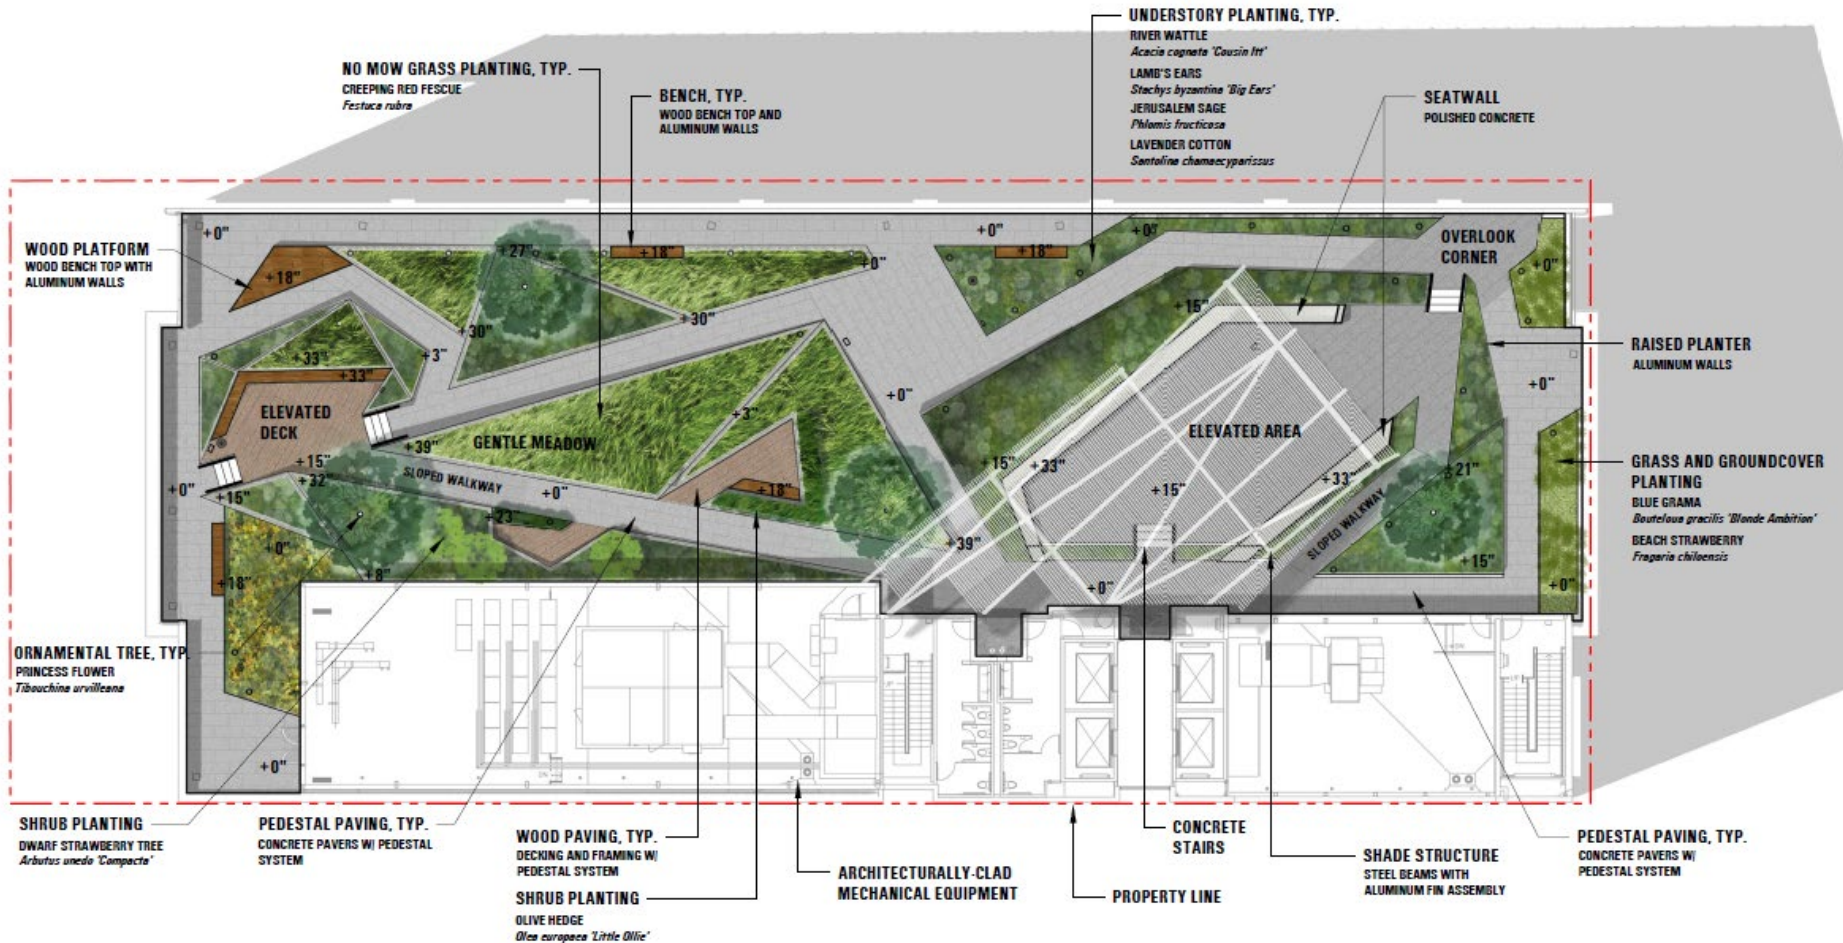 UNDERSTORY PLANTING, TYP.
RIVER WATTLE
Acacia cognata 'Cousin Itt'
LAMB'S EARS
Stachys byzantina 'Big Ears'
JERUSALEM SAGE
Phlomis fructicosa
LAVENDER COTTON
Santolina chamaecyparissus
NO MOW GRASS PLANTING, TYP.
CREEPING RED FESCUE
Festuca rubra
BENCH, TYP.
WOOD BENCH TOP AND
ALUMINUM WALLS
SEATWALL
POLISHED CONCRETE
WOOD PLATFORM
WOOD BENCH TOP WITH
ALUMINUM WALLS
+0"
+27"
+18"
+0"
+0"
+18"
+0"
OVERLOOK
CORNER
+0"
+18"
+30"
+30"
+15"
+33"
+3"
+33"
ELEVATED
DECK
+0"
+3"
+39"
GENTLE MEADOW
ELEVATED AREA
+0"
RAISED PLANTER
ALUMINUM WALLS
+15"
+32"
SLOPED WALKWAY
+0"
+18"
+15"
+33"
+15"
+33"
+21"
GRASS AND GROUNDCOVER
PLANTING
BLUE GRAMA
Bouteloua gracilis 'Blonde Ambition'
BEACH STRAWBERRY
Fragaria chiloensis
+0"
+15"
+23"
+0"
+39"
SLOPED WALKWAY
+15"
+18"
+8"
+0"
+0"
ORNAMENTAL TREE, TYP.
PRINCESS FLOWER
Tibouchina urvilleana
+0"
UP
DN
UP
DN
SHRUB PLANTING
DWARF STRAWBERRY TREE
Arbutus unedo 'Compacta'
PEDESTAL PAVING, TYP.
CONCRETE PAVERS W/ PEDESTAL
SYSTEM
WOOD PAVING, TYP.
DECKING AND FRAMING W/
PEDESTAL SYSTEM
SHRUB PLANTING
OLIVE HEDGE
Olea europaea 'Little Ollie'
ARCHITECTURALLY-CLAD
MECHANICAL EQUIPMENT
PROPERTY LINE
CONCRETE
STAIRS
SHADE STRUCTURE
STEEL BEAMS WITH
ALUMINUM FIN ASSEMBLY
PEDESTAL PAVING, TYP.
CONCRETE PAVERS W/
PEDESTAL SYSTEM